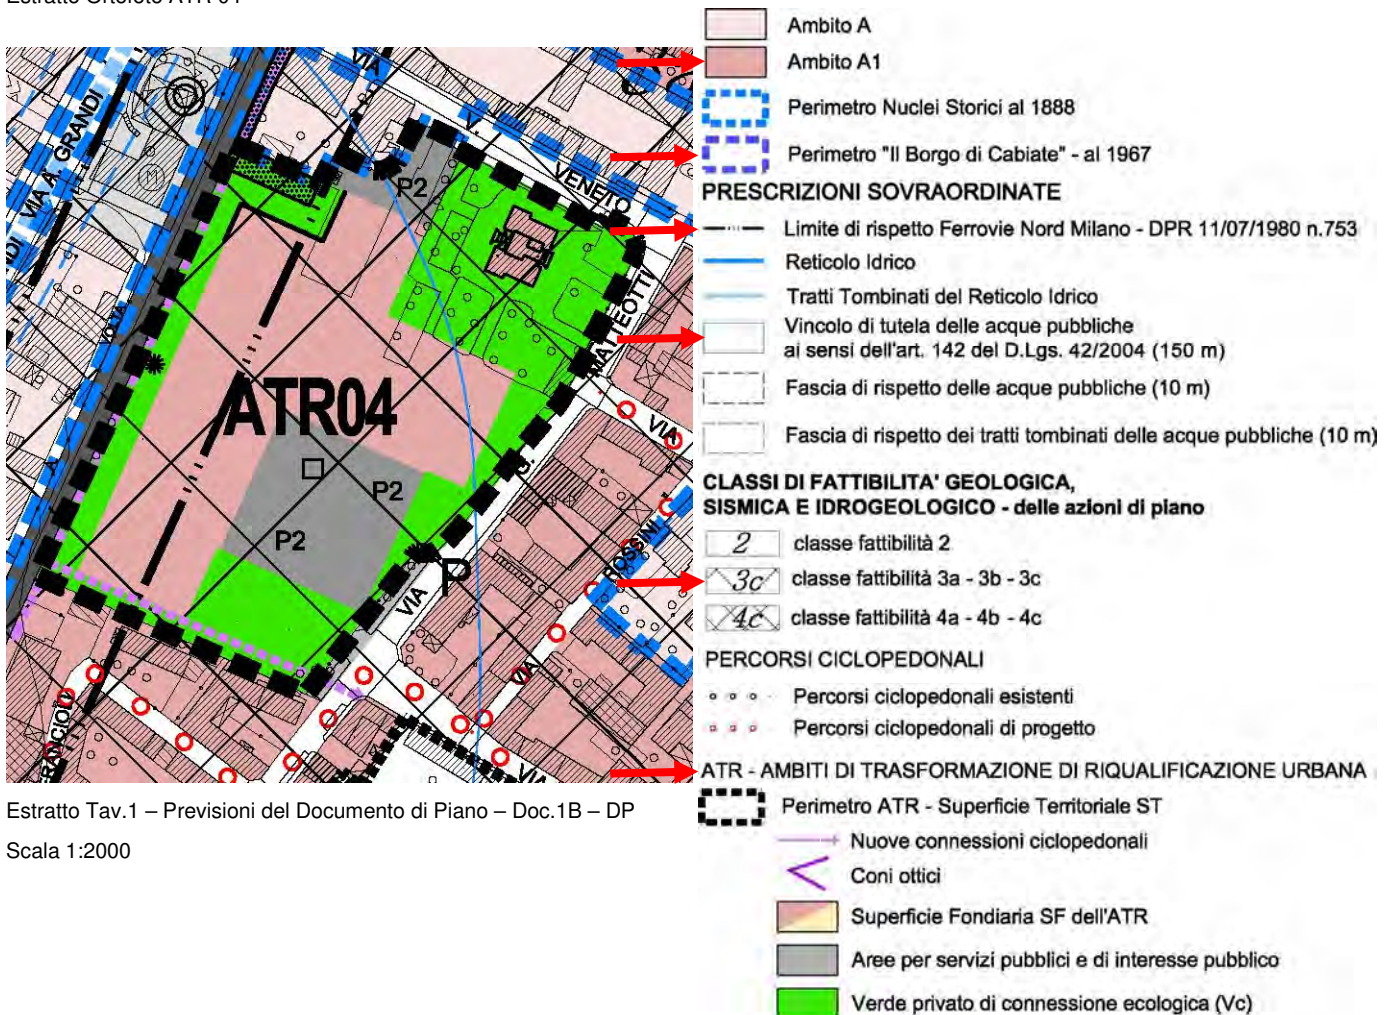 VIA A. GRANDI
VIA
V.
VENETO
P2
MATTEOTTI
VIA
VOLTA
A.
ATR04
P2
P2
P
VIA
ROSSINI
VIA
VIA
Estratto Tav.1 – Previsioni del Documento di Piano – Doc.1B – DP
Scala 1:2000
Ambito A
Ambito A1
Perimetro Nuclei Storici al 1888
Perimetro "Il Borgo di Cabiate" - al 1967
PRESCRIZIONI SOVRAORDINATE
Limite di rispetto Ferrovie Nord Milano - DPR 11/07/1980 n.753
Reticolo Idrico
Tratti Tombinati del Reticolo Idrico
Vincolo di tutela delle acque pubbliche
ai sensi dell'art. 142 del D.Lgs. 42/2004 (150 m)
Fascia di rispetto delle acque pubbliche (10 m)
Fascia di rispetto dei tratti tombinati delle acque pubbliche (10 m)
CLASSI DI FATTIBILITA' GEOLOGICA,
SISMICA E IDROGEOLOGICO - delle azioni di piano
2 classe fattibilità 2
3c classe fattibilità 3a - 3b - 3c
4c classe fattibilità 4a - 4b - 4c
PERCORSI CICLOPEDONALI
Percorsi ciclopedonali esistenti
Percorsi ciclopedonali di progetto
ATR - AMBITI DI TRASFORMAZIONE DI RIQUALIFICAZIONE URBANA
Perimetro ATR - Superficie Territoriale ST
Nuove connessioni ciclopedonali
Coni ottici
Superficie Fondiaria SF dell'ATR
Aree per servizi pubblici e di interesse pubblico
Verde privato di connessione ecologica (Vc)